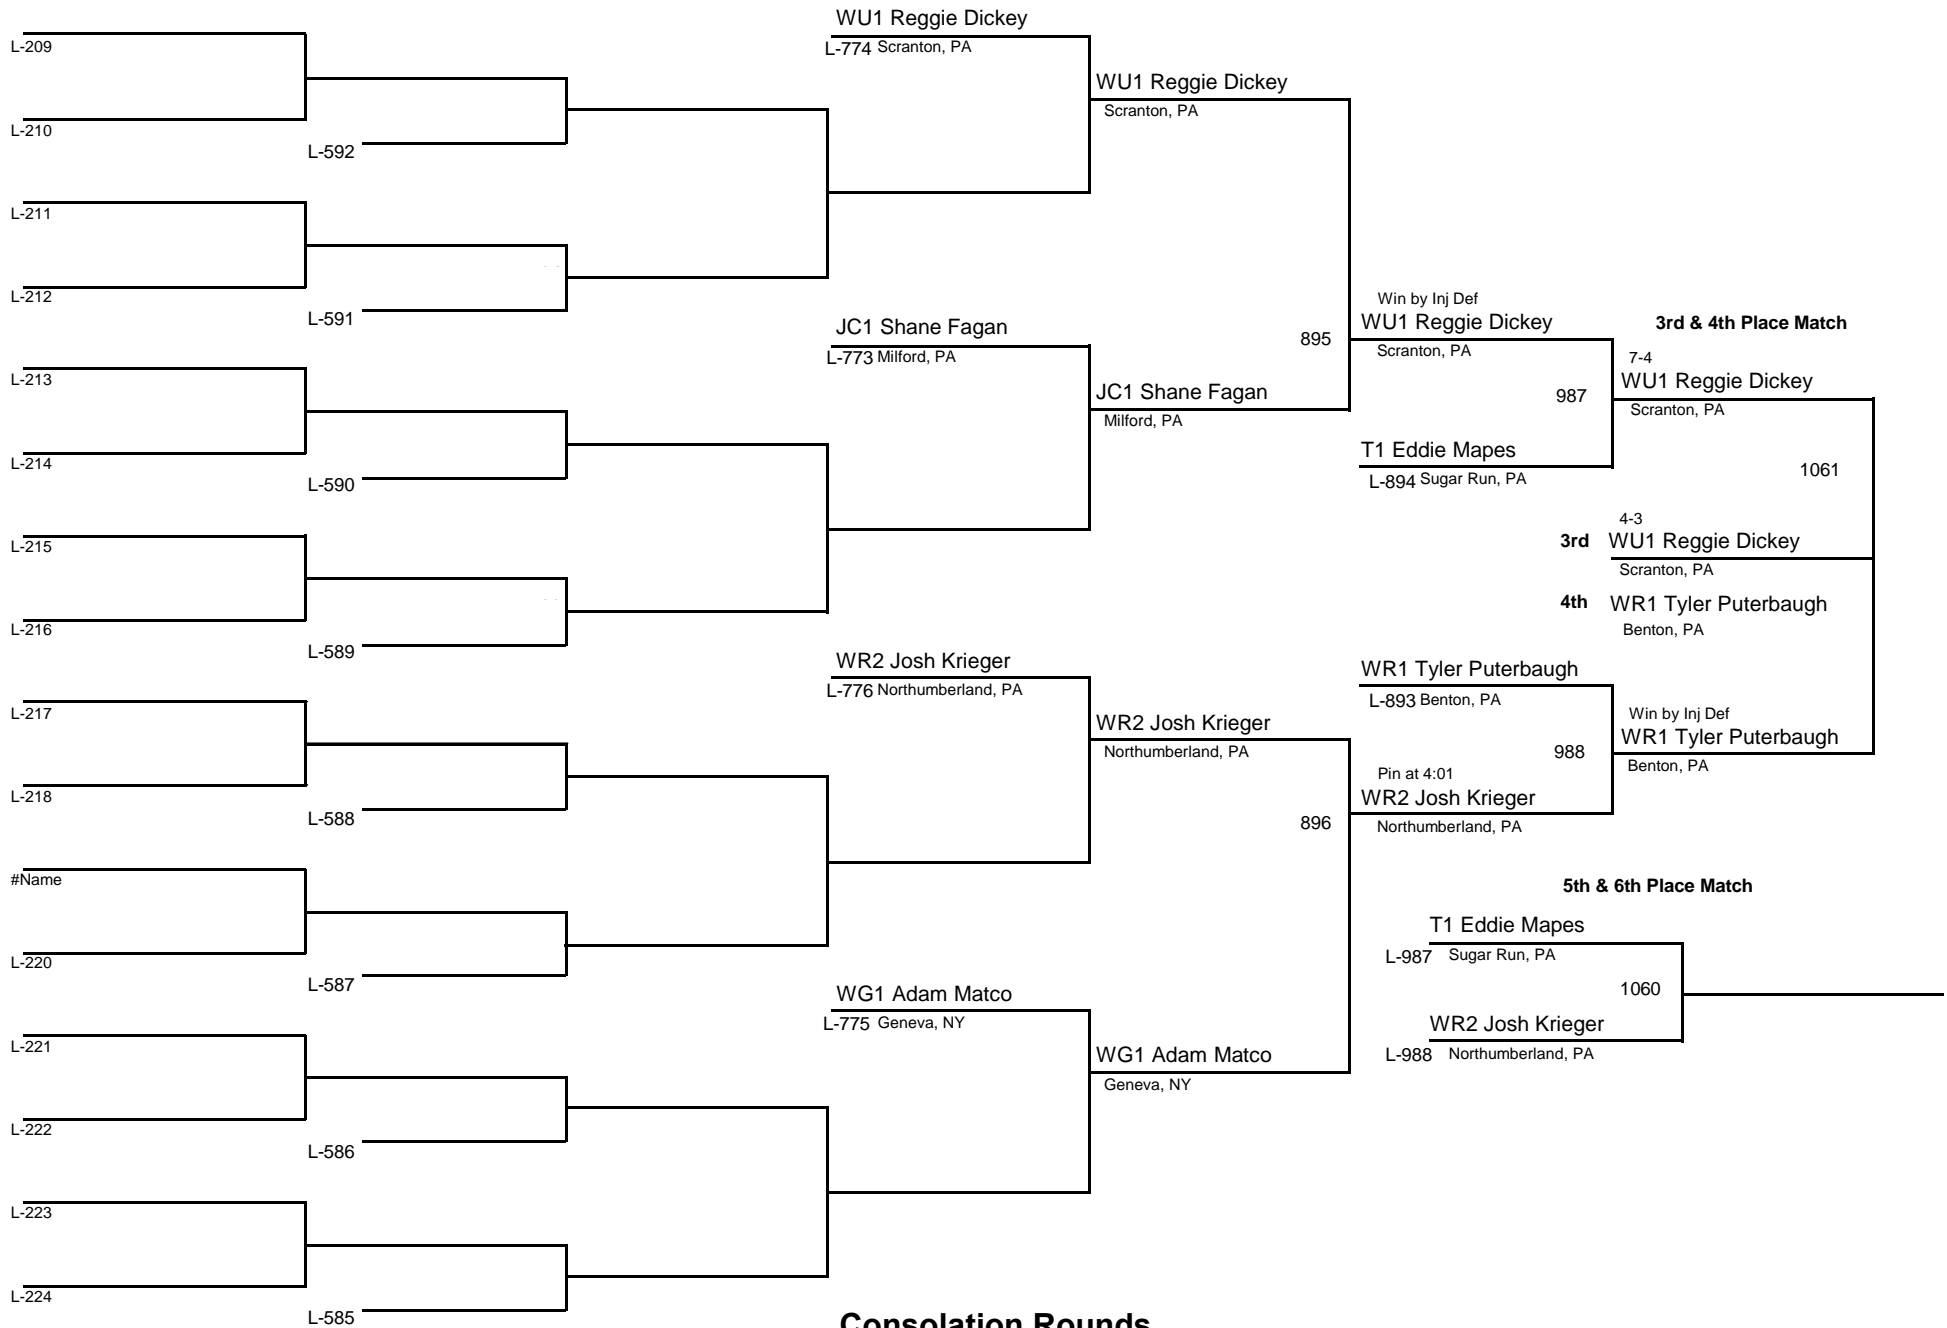 L-209
L-210
L-592
L-211
L-212
L-591
L-213
L-214
L-590
L-215
L-216
L-589
L-217
L-218
L-588
#Name
L-220
L-587
L-221
L-222
L-586
L-223
L-224
L-585
WU1 Reggie Dickey
L-774 Scranton, PA
JC1 Shane Fagan
L-773 Milford, PA
WR2 Josh Krieger
L-776 Northumberland, PA
WG1 Adam Matco
L-775 Geneva, NY
WU1 Reggie Dickey
Scranton, PA
895
JC1 Shane Fagan
Milford, PA
WR2 Josh Krieger
Northumberland, PA
896
WG1 Adam Matco
Geneva, NY
Win by Inj Def
WU1 Reggie Dickey
Scranton, PA
987
T1 Eddie Mapes
L-894 Sugar Run, PA
WR1 Tyler Puterbaugh
L-893 Benton, PA
988
Pin at 4:01
WR2 Josh Krieger
Northumberland, PA
3rd & 4th Place Match
7-4
WU1 Reggie Dickey
Scranton, PA
1061
4-3
3rd WU1 Reggie Dickey
Scranton, PA
4th WR1 Tyler Puterbaugh
Benton, PA
Win by Inj Def
WR1 Tyler Puterbaugh
Benton, PA
5th & 6th Place Match
T1 Eddie Mapes
L-987 Sugar Run, PA
1060
WR2 Josh Krieger
L-988 Northumberland, PA
Consolation Rounds